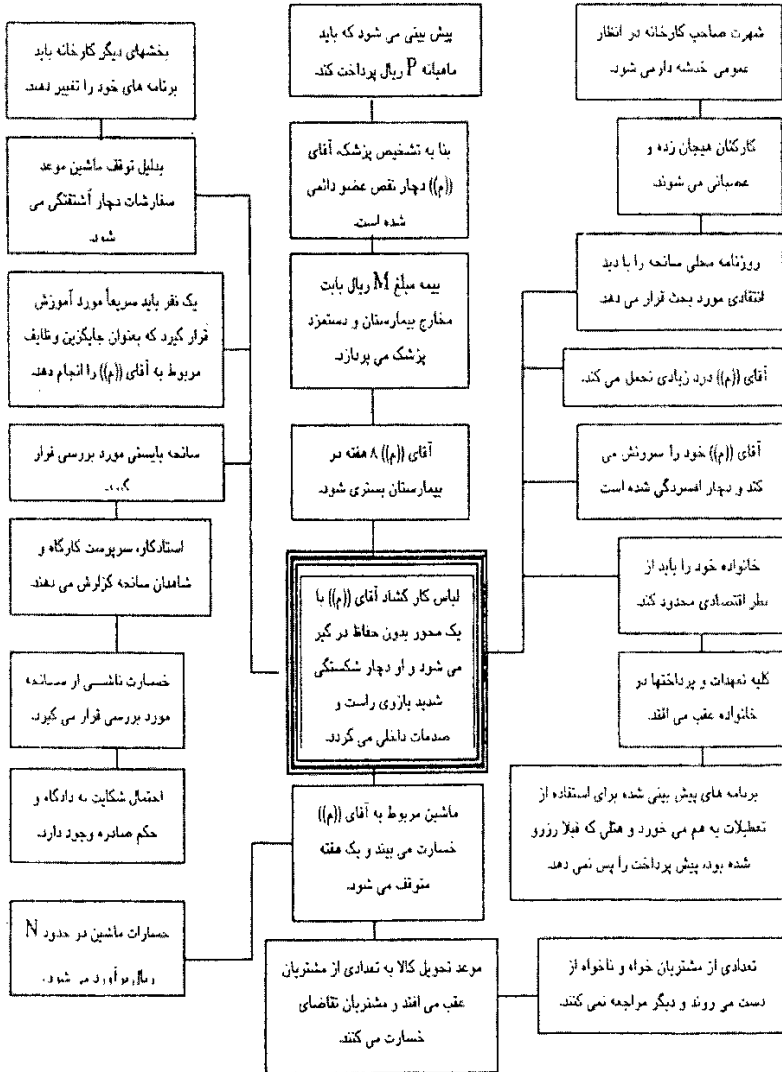 شهرت صاحب کارخانه در انظار
عمومی خدشه دار می شود.
کارکنان هیجان زده و
عصبانی می شوند.
روزنامه محلی سانحه را با دید
انتقادی مورد بحث قرار می دهد.
آقای ((م)) درد زیادی تحمل می کند.
آقای ((م)) خود را سرزنش می
کند و دچار افسردگی شده است
خانواده خود را باید از
نظر اقتصادی محدود کند.
کلیه تعهدات و پرداختها در
خانواده عقب می افتد.
برنامه های پیش بینی شده برای استفاده از
تعطیلات به هم می خورد و هتلی که قبلا رزرو
شده بود، پیش پرداخت را پس نمی دهد.
تعدادی از مشتریان خواه و ناخواه از
دست می روند و دیگر مراجعه نمی کنند.
پیش بینی می شود که باید
ماهیانه P ریال پرداخت کند.
بنا به تشخیص پزشک، آقای
((م)) دچار نقص عضو دائمی
شده است.
بیمه مبلغ M ریال بابت
مخارج بیمارستان و دستمزد
پزشک می پردازد.
آقای ((م)) ۸ هفته در
بیمارستان بستری شود.
لباس کار گشاد آقای ((م)) با
یک محور بدون حفاظ درگیر
می شود و او دچار شکستگی
شدید بازوی راست و
صدمات داخلی می گردد.
ماشین مربوط به آقای ((م))
خسارت می بیند و یک هفته
متوقف می شود.
موعد تحویل کالا به تعدادی از مشتریان
عقب می افتد و مشتریان تقاضای
خسارت می کنند.
بخشهای دیگر کارخانه باید
برنامه های خود را تغییر دهند.
بدلیل توقف ماشین موعد
سفارشات دچار آشفتگی می
شود.
یک نفر باید سریعاً مورد آموزش
قرار گیرد که بعنوان جایگزین وظایف
مربوط به آقای ((م)) را انجام دهد.
سانحه بایستی مورد بررسی قرار
گیرد.
استادکار، سرپرست کارگاه و
شاهدان سانحه گزارش می دهند.
خسارت ناشی از سانحه
مورد بررسی قرار می گیرد.
احتمال شکایت به دادگاه و
حکم صادره وجود دارد.
خسارات ماشین در حدود N
ریال برآورد می شود.